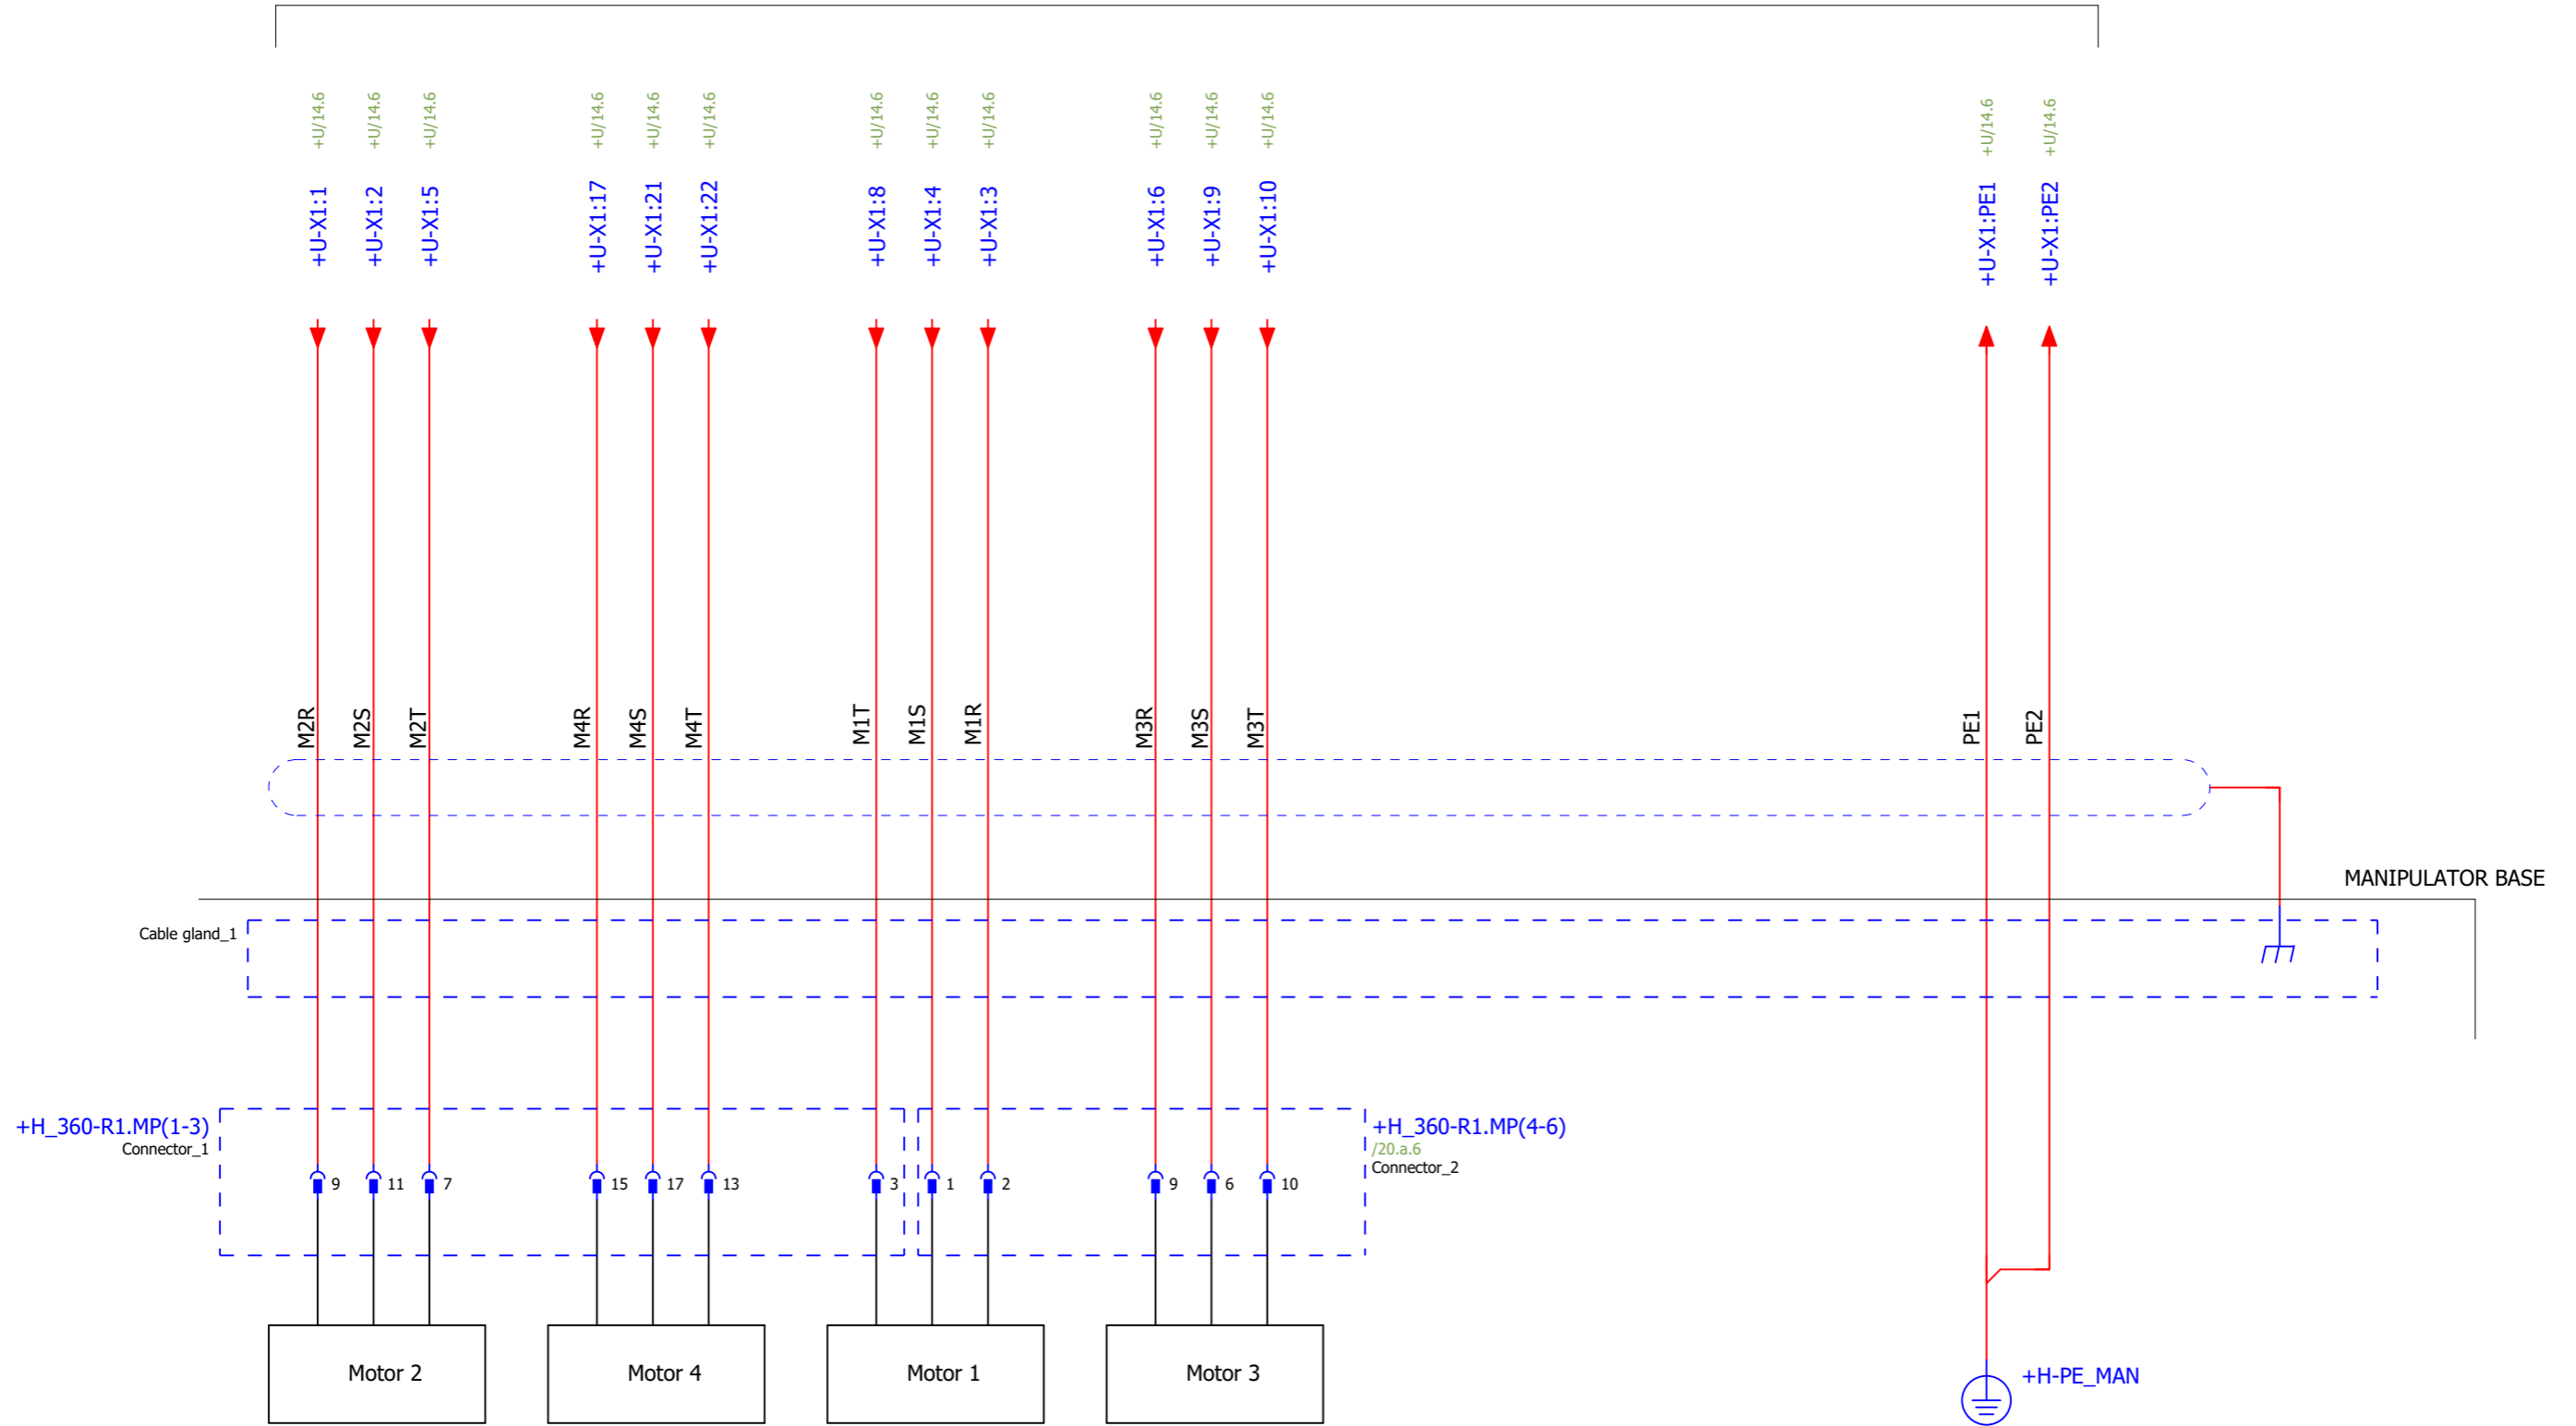 +U/14.6
+U/14.6
+U/14.6
+U/14.6
+U/14.6
+U/14.6
+U/14.6
+U/14.6
+U/14.6
+U/14.6
+U/14.6
+U/14.6
+U/14.6
+U/14.6
+U-X1:1
+U-X1:2
+U-X1:5
+U-X1:17
+U-X1:21
+U-X1:22
+U-X1:8
+U-X1:4
+U-X1:3
+U-X1:6
+U-X1:9
+U-X1:10
+U-X1:PE1
+U-X1:PE2
M2R
M2S
M2T
M4R
M4S
M4T
M1T
M1S
M1R
M3R
M3S
M3T
PE1
PE2
MANIPULATOR BASE
Cable gland_1
+H_360-R1.MP(1-3)
Connector_1
+H_360-R1.MP(4-6)
/20.a.6
Connector_2
9
11
7
15
17
13
3
1
2
9
6
10
Motor 2
Motor 4
Motor 1
Motor 3
+H-PE_MAN